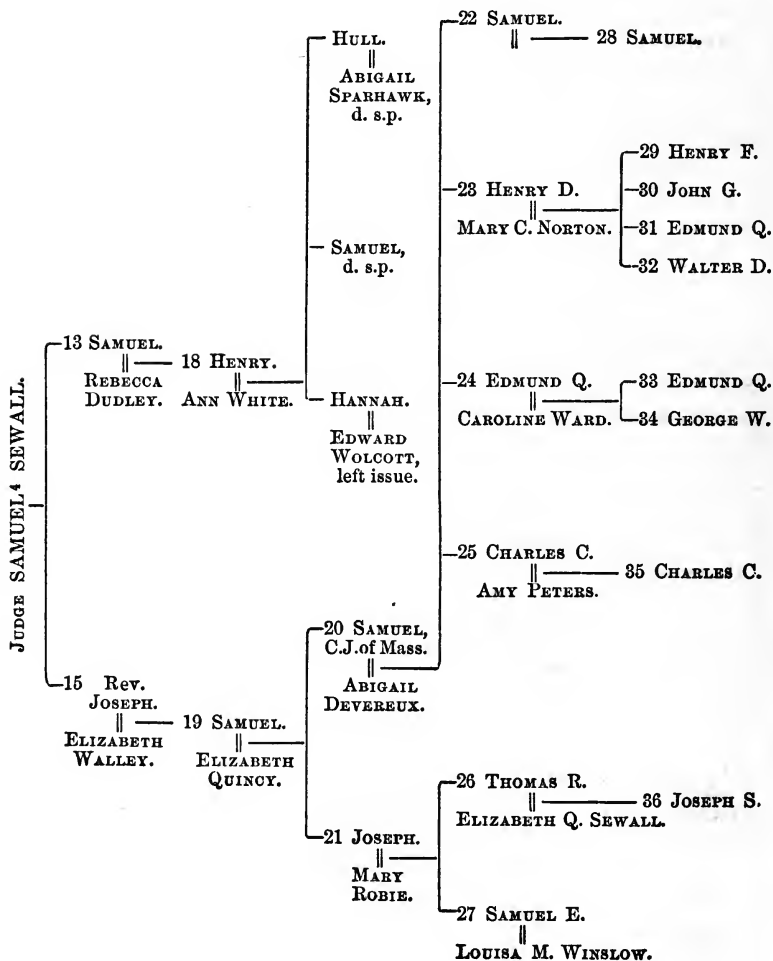 JUDGE SAMUEL⁴ SEWALL.
13 SAMUEL.
REBECCA
DUDLEY.
15 Rev.
JOSEPH.
ELIZABETH
WALLEY.
18 HENRY.
ANN WHITE.
19 SAMUEL.
ELIZABETH
QUINCY.
HULL.
ABIGAIL
SPARHAWK,
d. s.p.
SAMUEL,
d. s.p.
HANNAH.
EDWARD
WOLCOTT,
left issue.
20 SAMUEL,
C.J. of Mass.
ABIGAIL
DEVEREUX.
21 JOSEPH.
MARY
ROBIE.
22 SAMUEL.
28 SAMUEL.
23 HENRY D.
MARY C. NORTON.
29 HENRY F.
30 JOHN G.
31 EDMUND Q.
32 WALTER D.
24 EDMUND Q.
CAROLINE WARD.
33 EDMUND Q.
34 GEORGE W.
25 CHARLES C.
AMY PETERS.
35 CHARLES C.
26 THOMAS R.
ELIZABETH Q. SEWALL.
36 JOSEPH S.
27 SAMUEL E.
LOUISA M. WINSLOW.